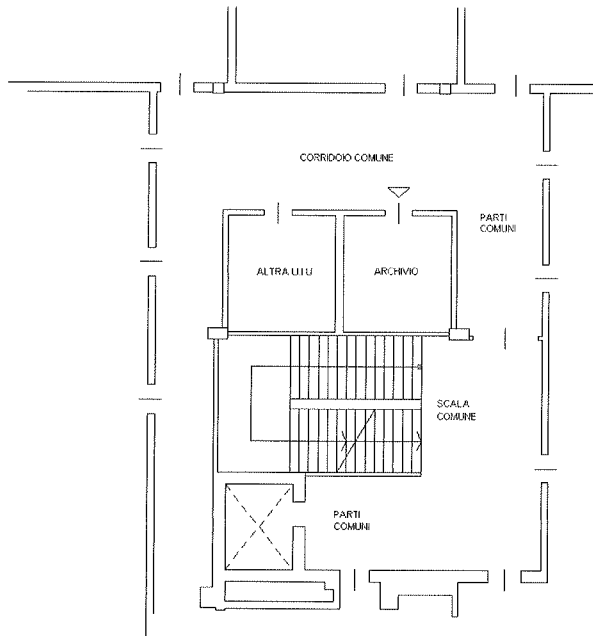 CORRIDOIO COMUNE
PARTI
COMUNI
ALTRA U.I.U
ARCHIVIO
SCALA
COMUNE
PARTI
COMUNI